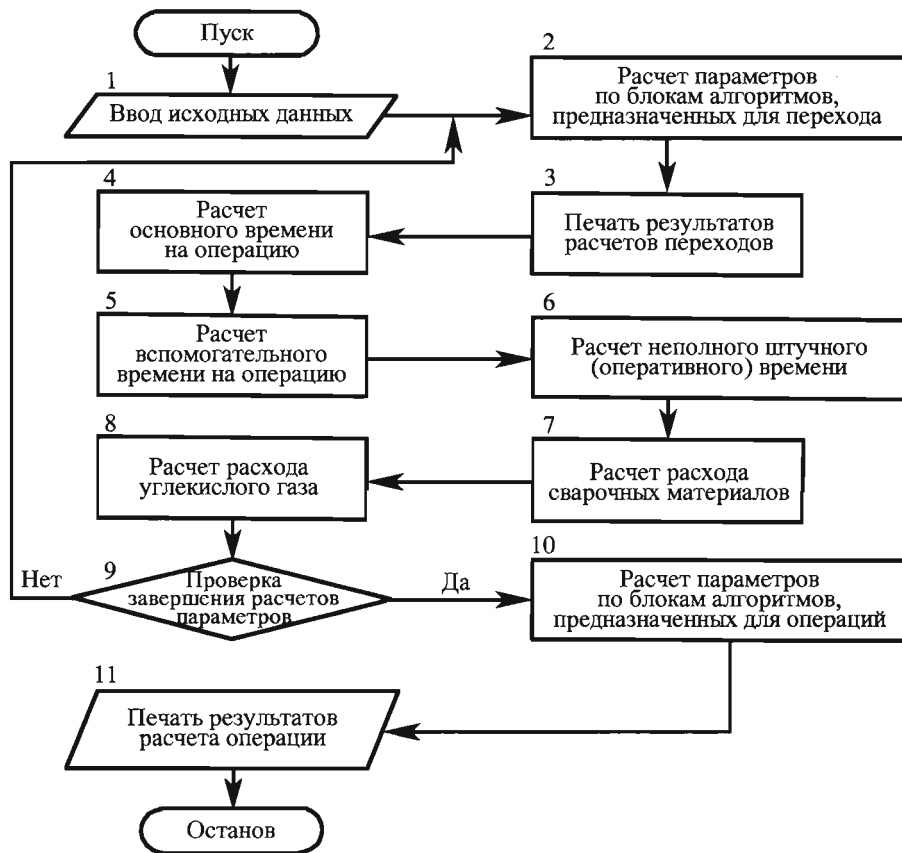 Пуск
1
Ввод исходных данных
2
Расчет параметров
по блокам алгоритмов,
предназначенных для перехода
3
Печать результатов
расчетов переходов
4
Расчет
основного времени
на операцию
5
Расчет
вспомогательного
времени на операцию
6
Расчет неполного штучного
(оперативного) времени
7
Расчет расхода
сварочных материалов
8
Расчет расхода
углекислого газа
9
Проверка
завершения расчетов
параметров
Нет
Да
10
Расчет параметров
по блокам алгоритмов,
предназначенных для операций
11
Печать результатов
расчета операции
Останов